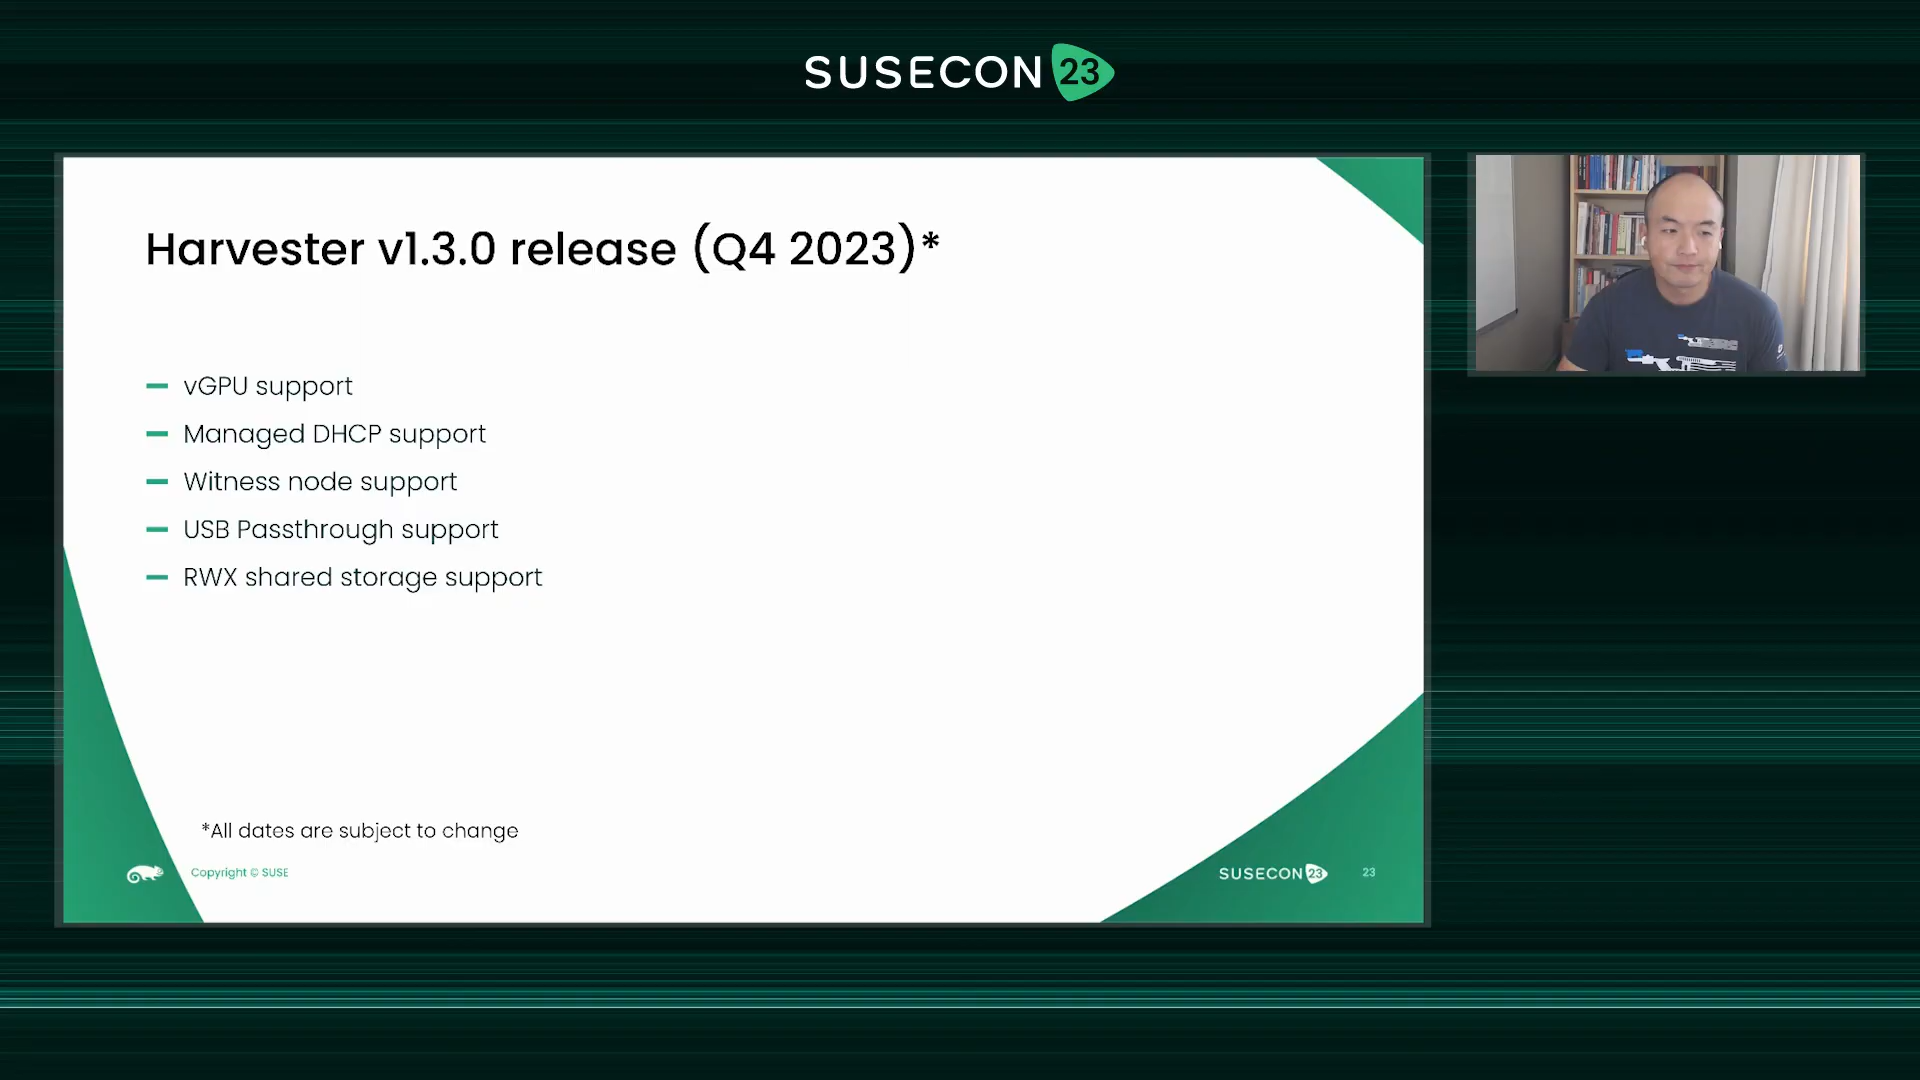 SUSECON 23
Harvester v1.3.0 release (Q4 2023)*
vGPU support
Managed DHCP support
Witness node support
USB Passthrough support
RWX shared storage support
*All dates are subject to change
Copyright © SUSE
SUSECON 23
23